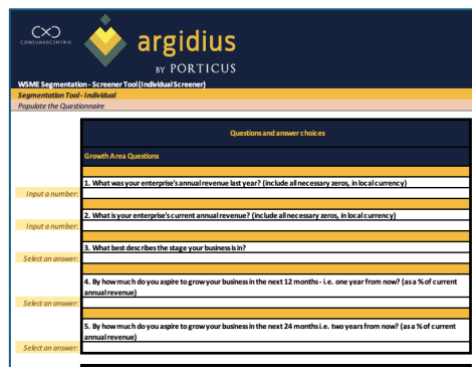 CONSUMERCENTRIX
argidius
BY PORTICUS
WSME Segmentation - Screener Tool (Individual Screener)
Segmentation Tool - Individual
Populate the Questionnaire
Questions and answer choices
Growth Area Questions
1. What was your enterprise's annual revenue last year? (include all necessary zeros, in local currency)
Input a number:
2. What is your enterprise's current annual revenue? (include all necessary zeros, in local currency)
Input a number:
3. What best describes the stage your business is in?
Select an answer:
4. By how much do you aspire to grow your business in the next 12 months - i.e. one year from now? (as a % of current
annual revenue)
Select an answer:
5. By how much do you aspire to grow your business in the next 24 months i.e. two years from now? (as a % of current
annual revenue)
Select an answer: